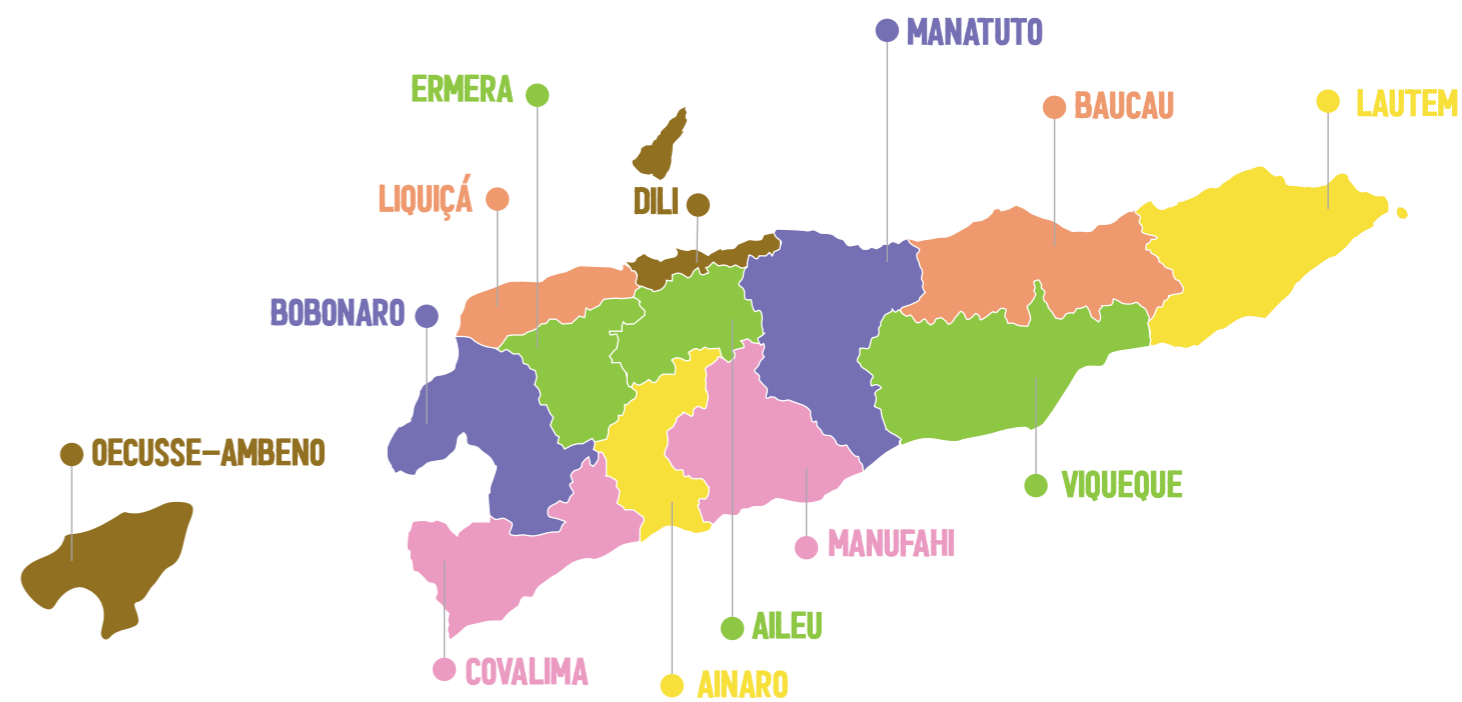 MANATUTO
ERMERA
BAUCAU
LAUTEM
LIQUIÇÁ
DILI
BOBONARO
OECUSSE–AMBENO
VIQUEQUE
MANUFAHI
AILEU
COVALIMA
AINARO